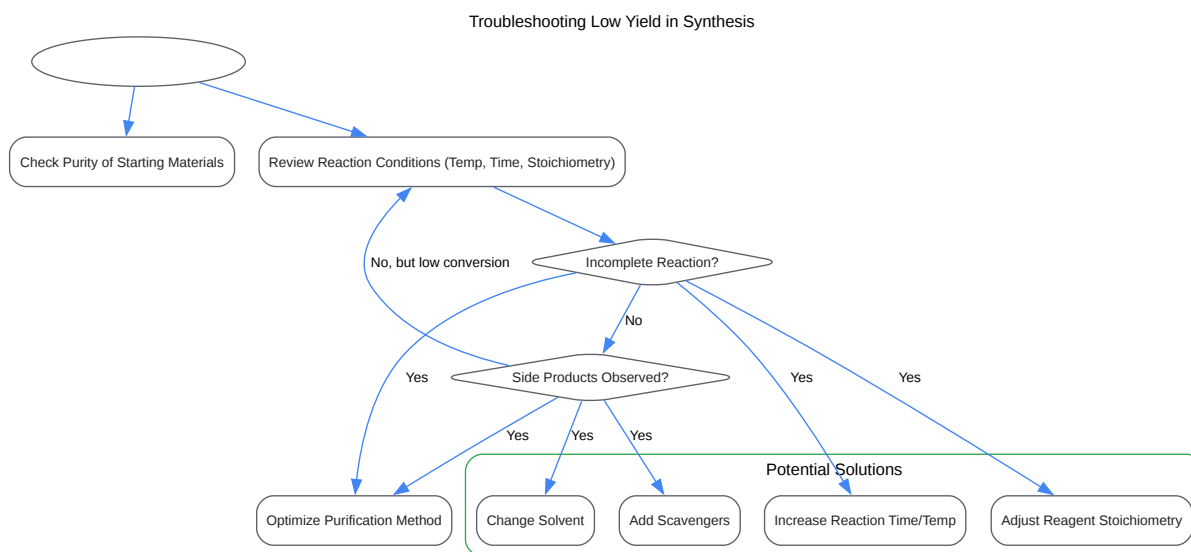 Troubleshooting Low Yield in Synthesis
Check Purity of Starting Materials
Review Reaction Conditions (Temp, Time, Stoichiometry)
No, but low conversion
Incomplete Reaction?
No
Side Products Observed?
Yes
Yes
Yes
Yes
Yes
Yes
Potential Solutions
Optimize Purification Method
Change Solvent
Add Scavengers
Increase Reaction Time/Temp
Adjust Reagent Stoichiometry